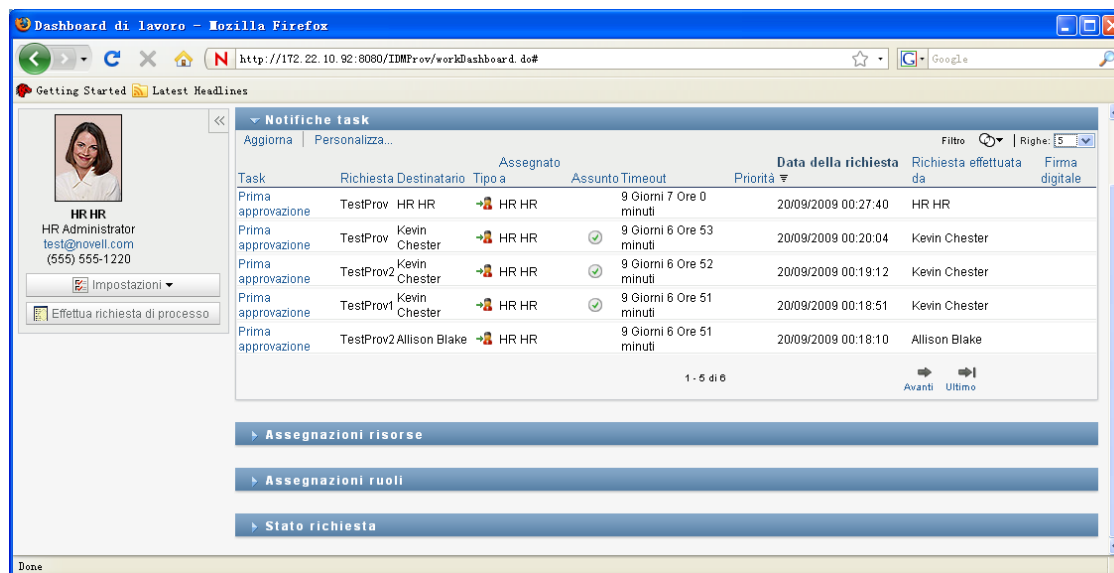 Dashboard di lavoro - Mozilla Firefox
http://172.22.10.92:8080/IDMProv/workDashboard.do#
Google
Getting Started Latest Headlines
HR HR
HR Administrator
test@novell.com
(555) 555-1220
Impostazioni
Effettua richiesta di processo
Notifiche task
Aggiorna Personalizza... Filtro Righe: 5
Task Richiesta Destinatario Tipo Assegnato a Assunto Timeout Priorità Data della richiesta Richiesta effettuata da Firma digitale
Prima approvazione TestProv HR HR HR HR 9 Giorni 7 Ore 0 minuti 20/09/2009 00:27:40 HR HR
Prima approvazione TestProv Kevin Chester HR HR 9 Giorni 6 Ore 53 minuti 20/09/2009 00:20:04 Kevin Chester
Prima approvazione TestProv2 Kevin Chester HR HR 9 Giorni 6 Ore 52 minuti 20/09/2009 00:19:12 Kevin Chester
Prima approvazione TestProv1 Kevin Chester HR HR 9 Giorni 6 Ore 51 minuti 20/09/2009 00:18:51 Kevin Chester
Prima approvazione TestProv2 Allison Blake HR HR 9 Giorni 6 Ore 51 minuti 20/09/2009 00:18:10 Allison Blake
1 - 5 di 6
Avanti Ultimo
Assegnazioni risorse
Assegnazioni ruoli
Stato richiesta
Done